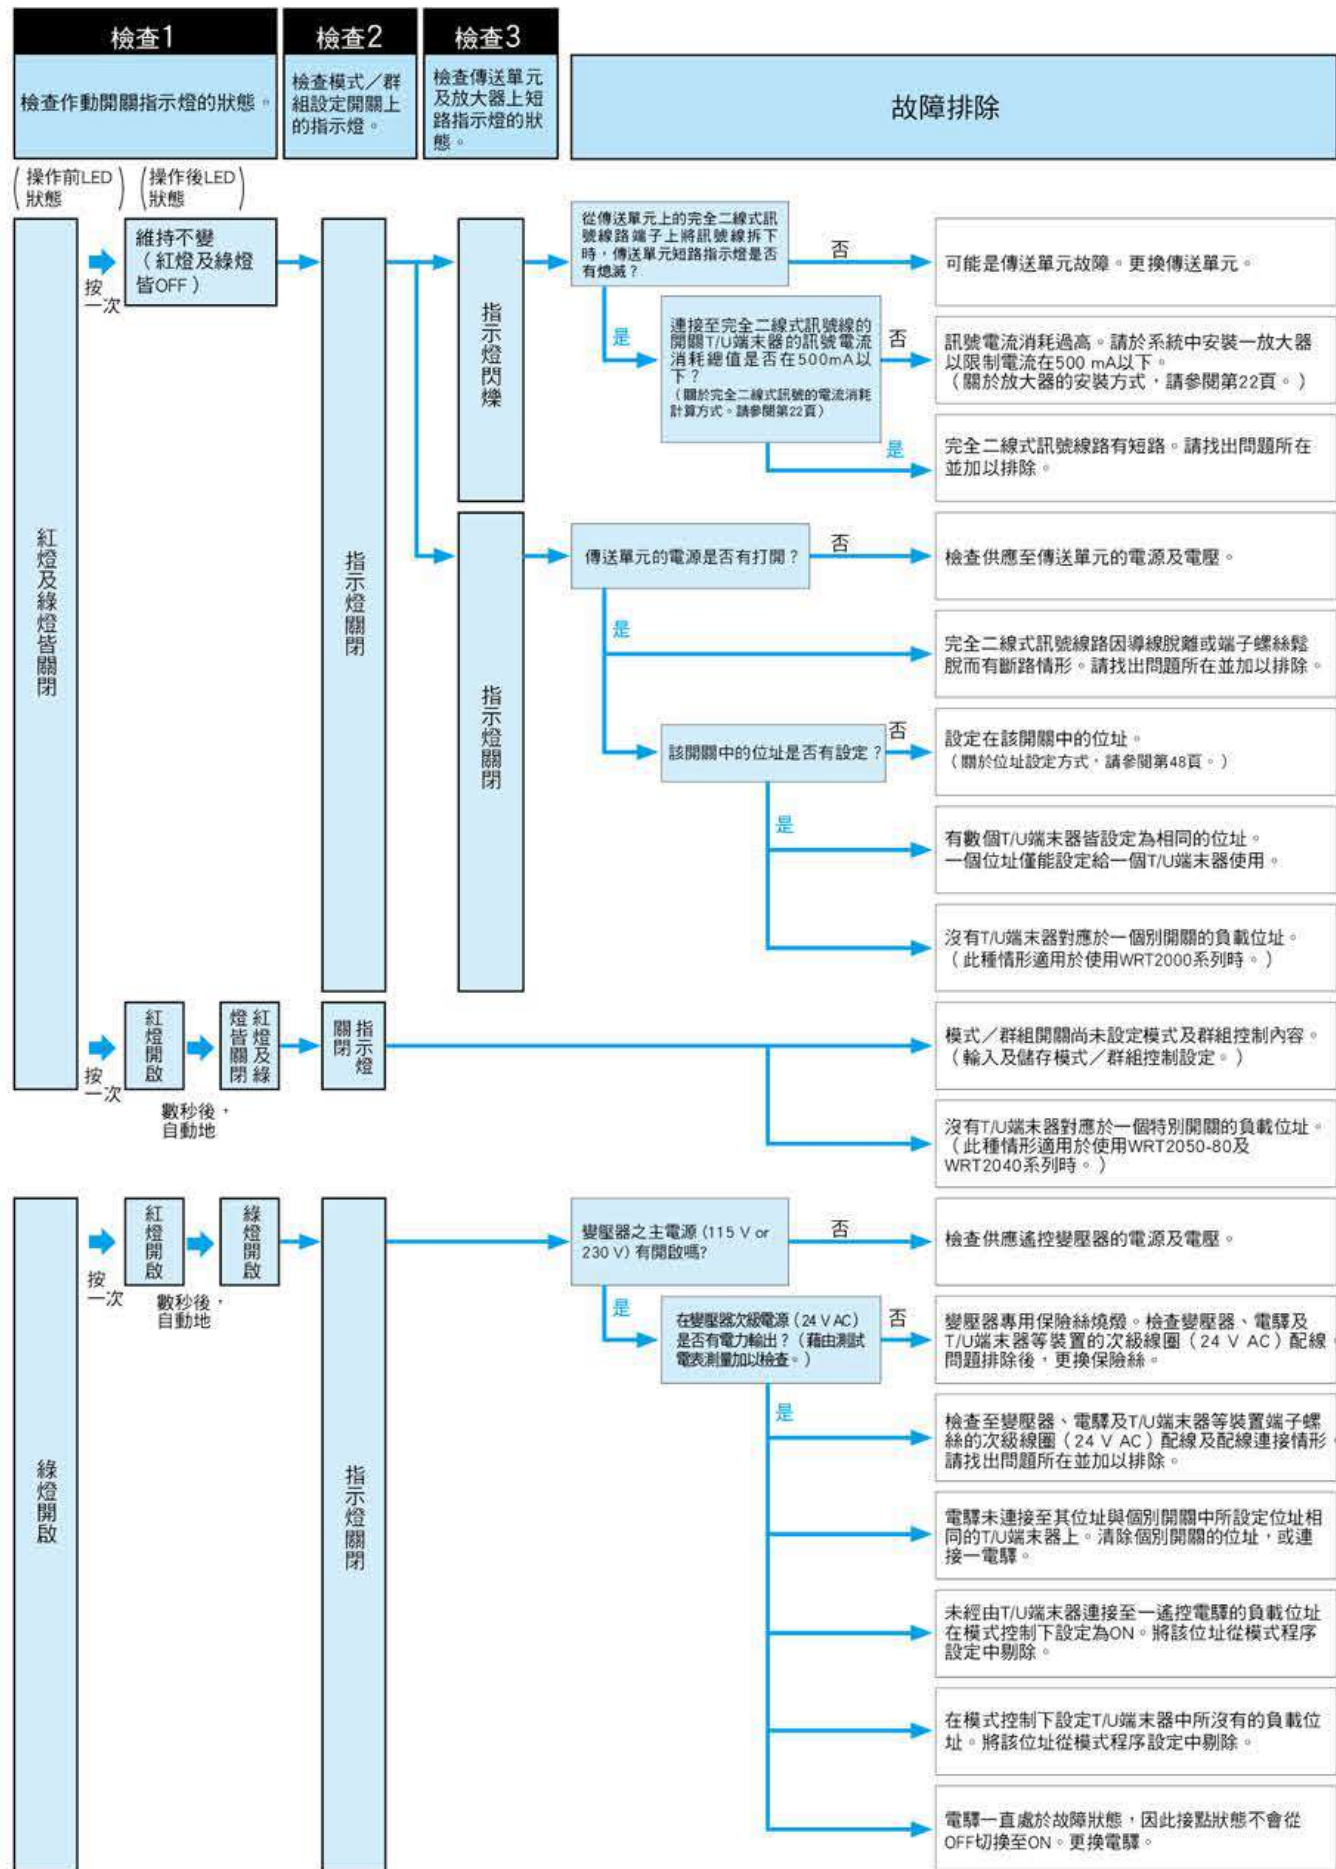 檢查1
檢查2
檢查3
檢查作動開關指示燈的狀態。
檢查模式／群
組設定開關上
的指示燈。
檢查傳送單元
及放大器上短
路指示燈的狀
態。
故障排除
（操作前LED
狀態）
（操作後LED
狀態）
紅燈及綠燈皆關閉
按
一次
維持不變
（紅燈及綠燈
皆OFF）
指示燈關閉
指示燈閃爍
從傳送單元上的完全二線式訊
號線路端子上將訊號線拆下
時，傳送單元短路指示燈是否
有熄滅？
否
可能是傳送單元故障。更換傳送單元。
是
連接至完全二線式訊號線的
開關T/U端末器的訊號電流
消耗總值是否在500mA以
下？
（關於完全二線式訊號的電流消耗
計算方式。請參閱第22頁）
否
訊號電流消耗過高。請於系統中安裝一放大器
以限制電流在500 mA以下。
（關於放大器的安裝方式，請參閱第22頁。）
是
完全二線式訊號線路有短路。請找出問題所在
並加以排除。
指示燈關閉
傳送單元的電源是否有打開？
否
檢查供應至傳送單元的電源及電壓。
是
完全二線式訊號線路因導線脫離或端子螺絲鬆
脫而有斷路情形。請找出問題所在並加以排除。
該開關中的位址是否有設定？
否
設定在該開關中的位址。
（關於位址設定方式，請參閱第48頁。）
是
有數個T/U端末器皆設定為相同的位址。
一個位址僅能設定給一個T/U端末器使用。
沒有T/U端末器對應於一個別開關的負載位址。
（此種情形適用於使用WRT2000系列時。）
按
一次
紅燈開啟
數秒後，
自動地
紅燈及綠
燈皆關閉
指示燈
關閉
模式／群組開關尚未設定模式及群組控制內容。
（輸入及儲存模式／群組控制設定。）
沒有T/U端末器對應於一個特別開關的負載位址。
（此種情形適用於使用WRT2050-80及
WRT2040系列時。）
綠燈開啟
按
一次
紅燈開啟
數秒後，
自動地
綠燈開啟
指示燈關閉
變壓器之主電源 (115 V or
230 V) 有開啟嗎?
否
檢查供應遙控變壓器的電源及電壓。
是
在變壓器次級電源（24 V AC）
是否有電力輸出？（藉由測試
電表測量加以檢查。）
否
變壓器專用保險絲燒燬。檢查變壓器、電驛及
T/U端末器等裝置的次級線圈（24 V AC）配線。
問題排除後，更換保險絲。
是
檢查至變壓器、電驛及T/U端末器等裝置端子螺
絲的次級線圈（24 V AC）配線及配線連接情形。
請找出問題所在並加以排除。
電驛未連接至其位址與個別開關中所設定位址相
同的T/U端末器上。清除個別開關的位址，或連
接一電驛。
未經由T/U端末器連接至一遙控電驛的負載位址
在模式控制下設定為ON。將該位址從模式程序
設定中剔除。
在模式控制下設定T/U端末器中所沒有的負載位
址。將該位址從模式程序設定中剔除。
電驛一直處於故障狀態，因此接點狀態不會從
OFF切換至ON。更換電驛。